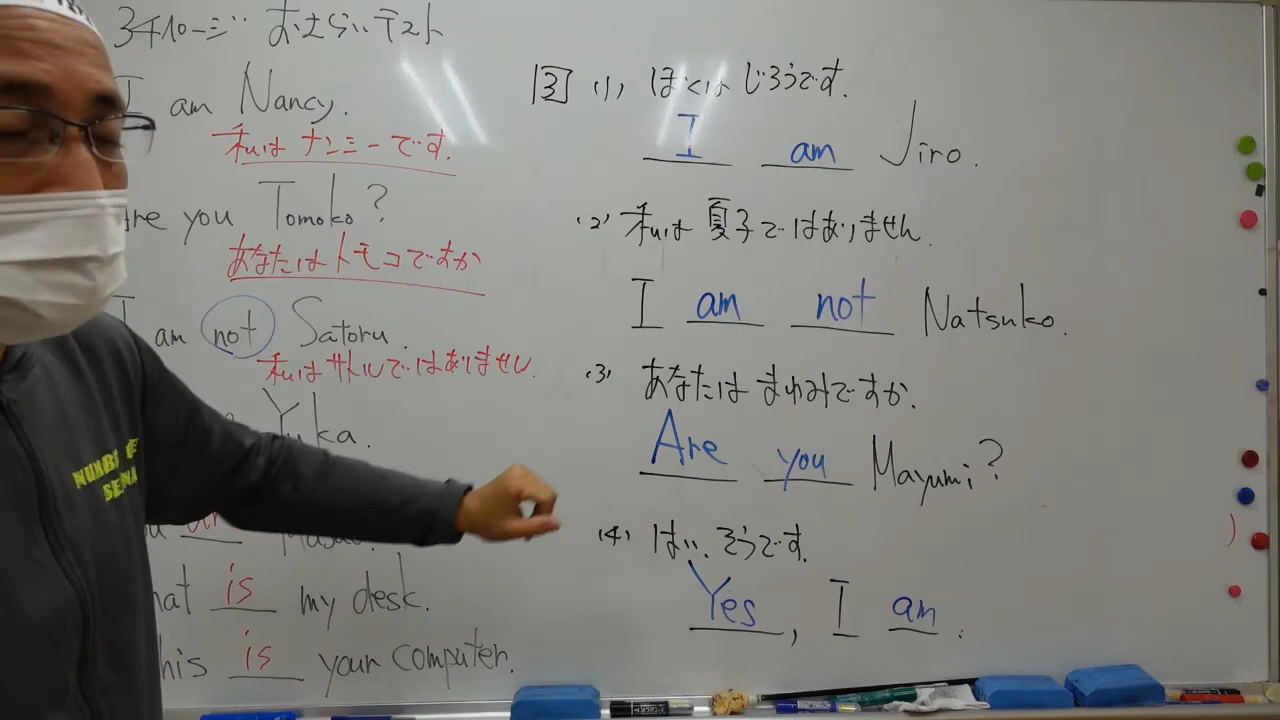 34ページ おさらいテスト
I am Nancy.
私はナンシーです.
Are you Tomoko?
あなたはトモコですか
I am not Satoru.
私はサトルではありません.
Yuka.
is my desk.
is your computer.
3 (1) ぼくはじろうです.
I am Jiro.
(2) 私は夏子ではありません.
I am not Natsuko.
(3) あなたはまゆみですか.
Are you Mayumi?
(4) はい、そうです.
Yes, I am.